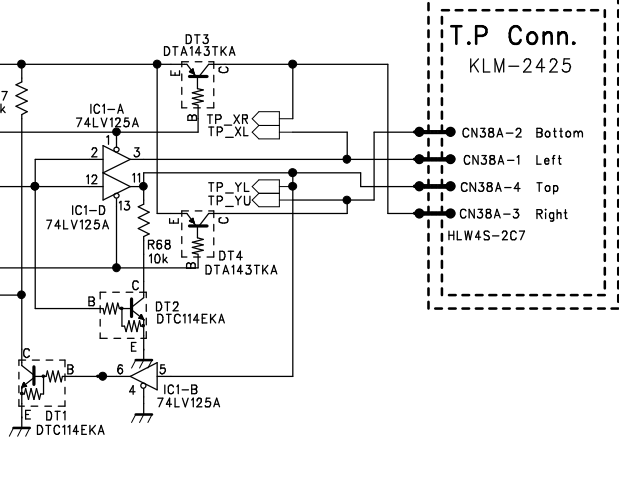 DT3
DTA143TKA
E
C
B
T.P Conn.
KLM-2425
7
k
IC1-A
74LV125A
1
2
3
TP_XR
TP_XL
CN38A-2 Bottom
CN38A-1 Left
12
11
TP_YL
TP_YU
CN38A-4 Top
CN38A-3 Right
HLW4S-2C7
IC1-D
13
74LV125A
E
C
B
R68
10k
DT4
DTA143TKA
C
B
DT2
DTC114EKA
E
C
B
6
5
4
IC1-B
74LV125A
E
DT1
DTC114EKA